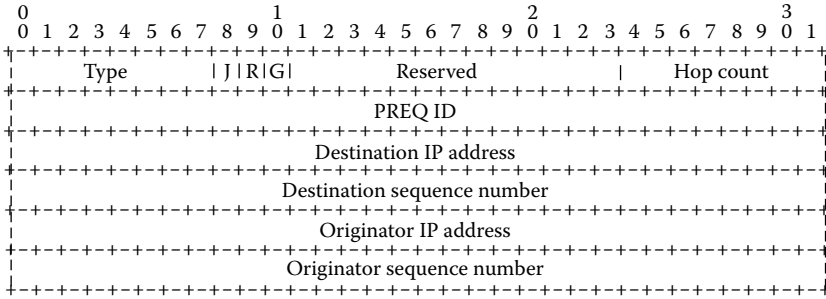 0 1 2 3
0 1 2 3 4 5 6 7 8 9 0 1 2 3 4 5 6 7 8 9 0 1 2 3 4 5 6 7 8 9 0 1
Type | J | R | G | Reserved | Hop count
PREQ ID
Destination IP address
Destination sequence number
Originator IP address
Originator sequence number